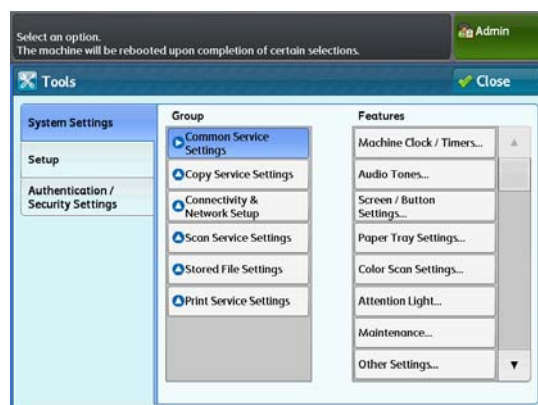 Select an option.
The machine will be rebooted upon completion of certain selections.
Admin
Tools
Close
System Settings
Setup
Authentication /
Security Settings
Group
Common Service
Settings
Copy Service Settings
Connectivity &
Network Setup
Scan Service Settings
Stored File Settings
Print Service Settings
Features
Machine Clock / Timers...
Audio Tones...
Screen / Button
Settings...
Paper Tray Settings...
Color Scan Settings...
Attention Light...
Maintenance...
Other Settings...